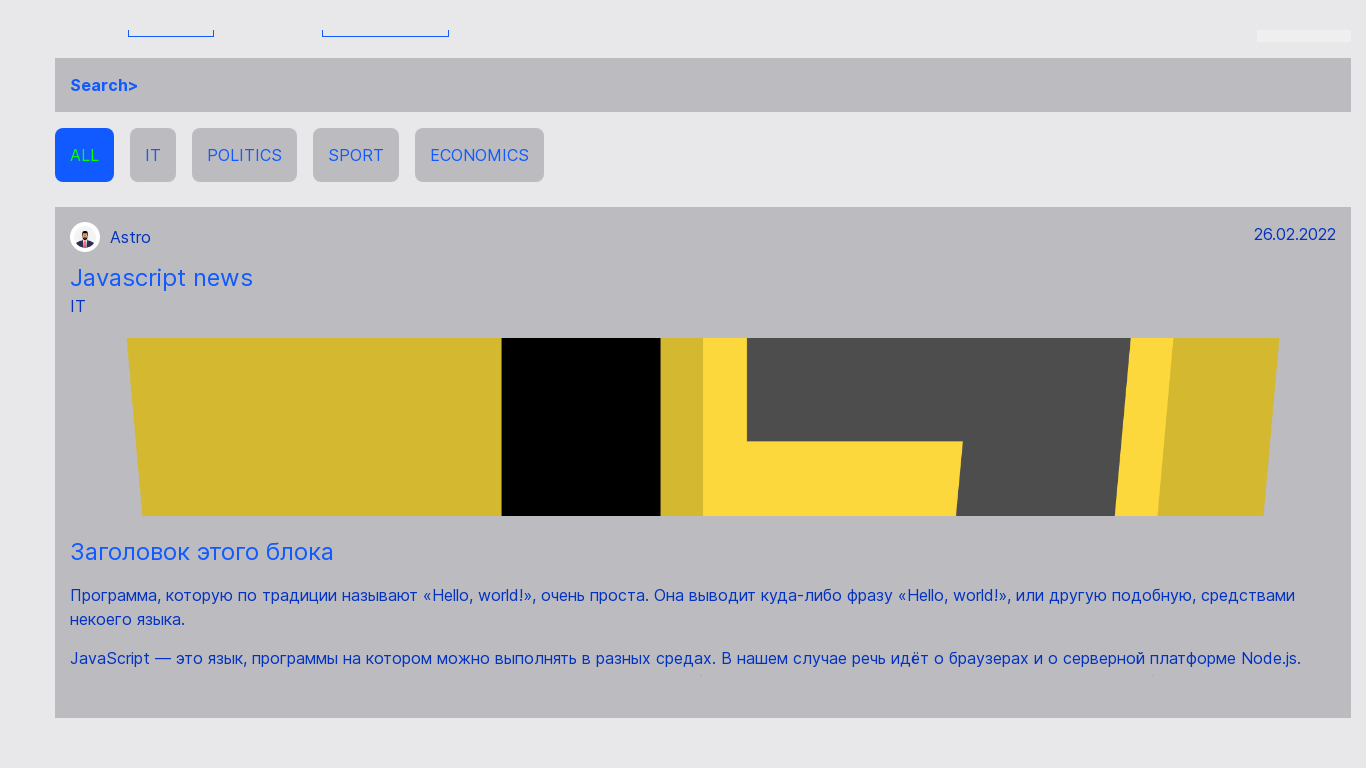 Search>
ALL IT POLITICS SPORT ECONOMICS
Astro 26.02.2022
Javascript news
IT
Заголовок этого блока
Программа, которую по традиции называют «Hello, world!», очень проста. Она выводит куда-либо фразу «Hello, world!», или другую подобную, средствами
некоего языка.
JavaScript — это язык, программы на котором можно выполнять в разных средах. В нашем случае речь идёт о браузерах и о серверной платформе Node.js.